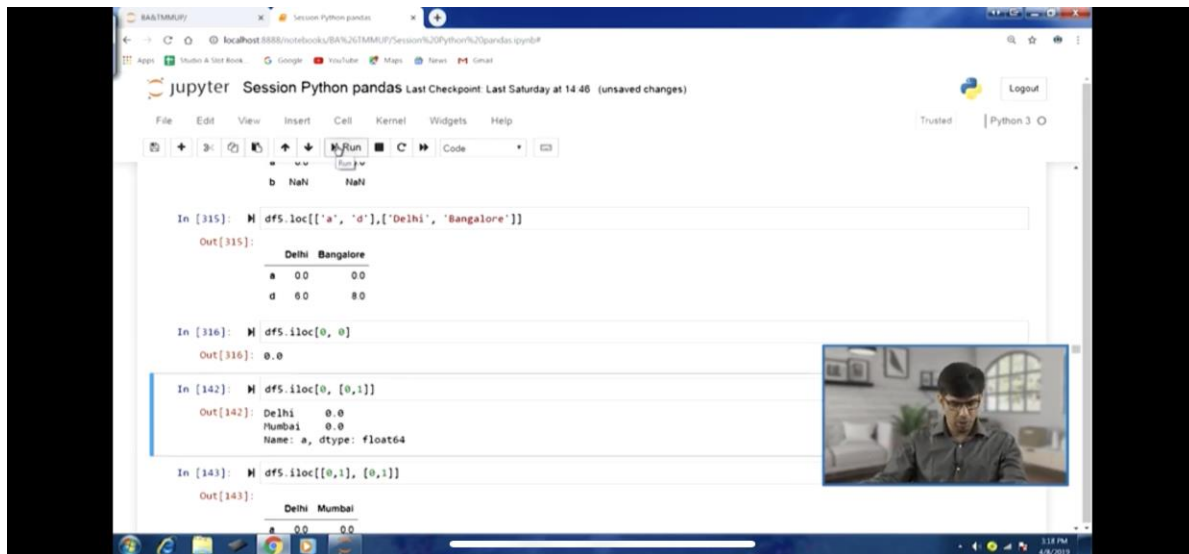 BA&TMMUP/
Session Python pandas
localhost:8888/notebooks/BA%26TMMUP/Session%20Python%20pandas.ipynb#
Apps
Studio A Slot Book...
Google
YouTube
Maps
News
Gmail
jupyter Session Python pandas Last Checkpoint: Last Saturday at 14:46 (unsaved changes)
Logout
File Edit View Insert Cell Kernel Widgets Help
Trusted
Python 3
Run
Code
Run
b NaN NaN
In [315]: df5.loc[['a', 'd'],['Delhi', 'Bangalore']]
Out[315]:
Delhi Bangalore
a 0.0 0.0
d 6.0 8.0
In [316]: df5.iloc[0, 0]
Out[316]: 0.0
In [142]: df5.iloc[0, [0,1]]
Out[142]: Delhi 0.0
Mumbai 0.0
Name: a, dtype: float64
In [143]: df5.iloc[[0,1], [0,1]]
Out[143]:
Delhi Mumbai
a 0.0 0.0
3:18 PM
4/8/2019